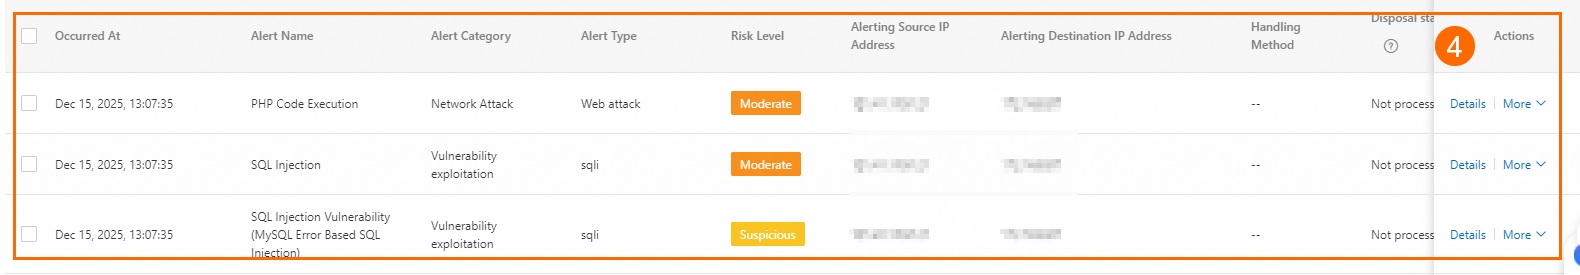 Occurred At
Alert Name
Alert Category
Alert Type
Risk Level
Alerting Source IP
Address
Alerting Destination IP Address
Handling
Method
Disposal sta
?
4
Actions
Dec 15, 2025, 13:07:35
PHP Code Execution
Network Attack
Web attack
Moderate
--
Not process
Details
More
Dec 15, 2025, 13:07:35
SQL Injection
Vulnerability
exploitation
sqli
Moderate
--
Not process
Details
More
Dec 15, 2025, 13:07:35
SQL Injection Vulnerability
(MySQL Error Based SQL
Injection)
Vulnerability
exploitation
sqli
Suspicious
--
Not process
Details
More